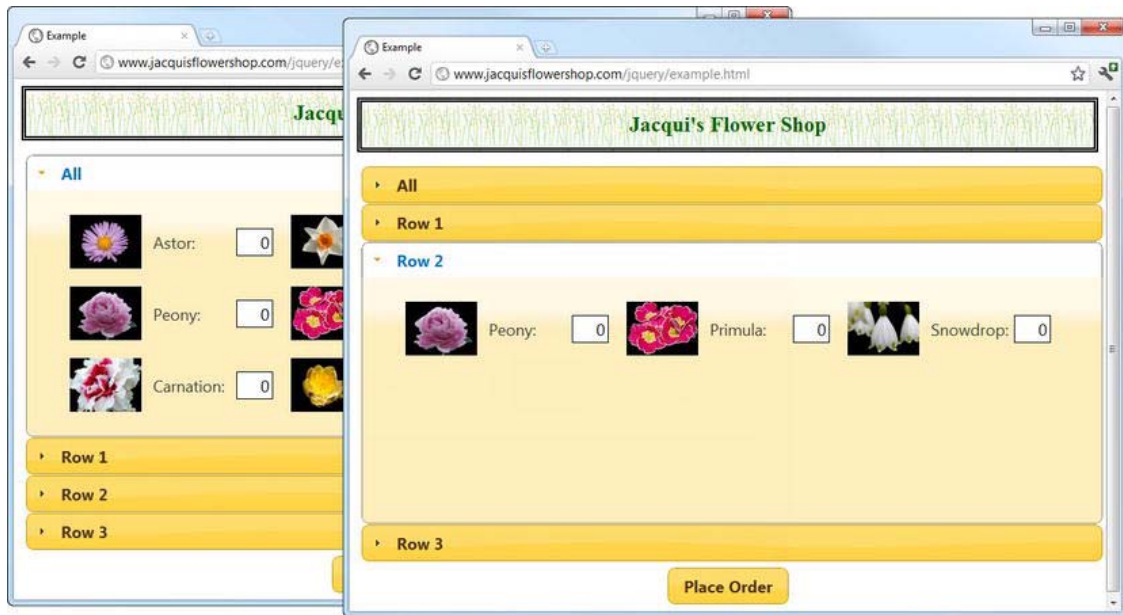 Example
www.jacquisflowershop.com/jquery/e
Jacqu
All
Astor: 0
Peony: 0
Carnation: 0
Row 1
Row 2
Row 3
Example
www.jacquisflowershop.com/jquery/example.html
Jacqui's Flower Shop
All
Row 1
Row 2
Peony: 0 Primula: 0 Snowdrop: 0
Row 3
Place Order